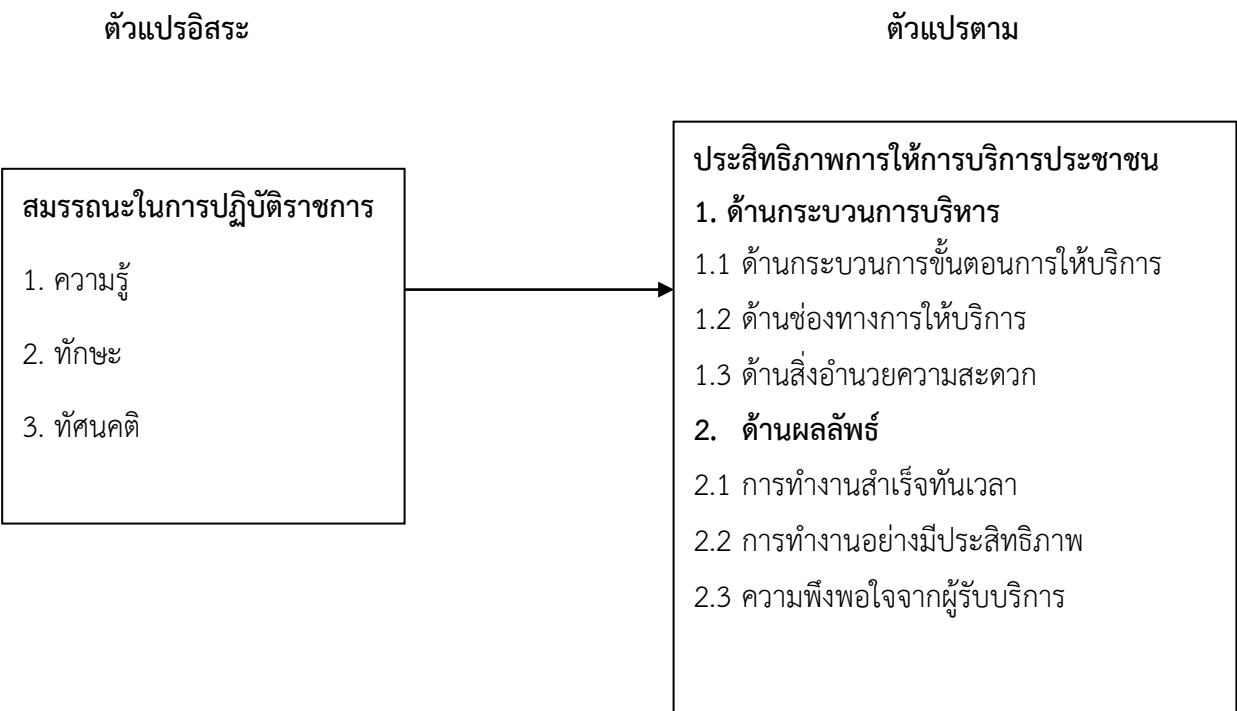 ตัวแปรอิสระ
ตัวแปรตาม
สมรรถนะในการปฏิบัติราชการ
1. ความรู้
2. ทักษะ
3. ทัศนคติ
ประสิทธิภาพการให้การบริการประชาชน
1. ด้านกระบวนการบริหาร
1.1 ด้านกระบวนการขั้นตอนการให้บริการ
1.2 ด้านช่องทางการให้บริการ
1.3 ด้านสิ่งอำนวยความสะดวก
2. ด้านผลลัพธ์
2.1 การทำงานสำเร็จทันเวลา
2.2 การทำงานอย่างมีประสิทธิภาพ
2.3 ความพึงพอใจจากผู้รับบริการ